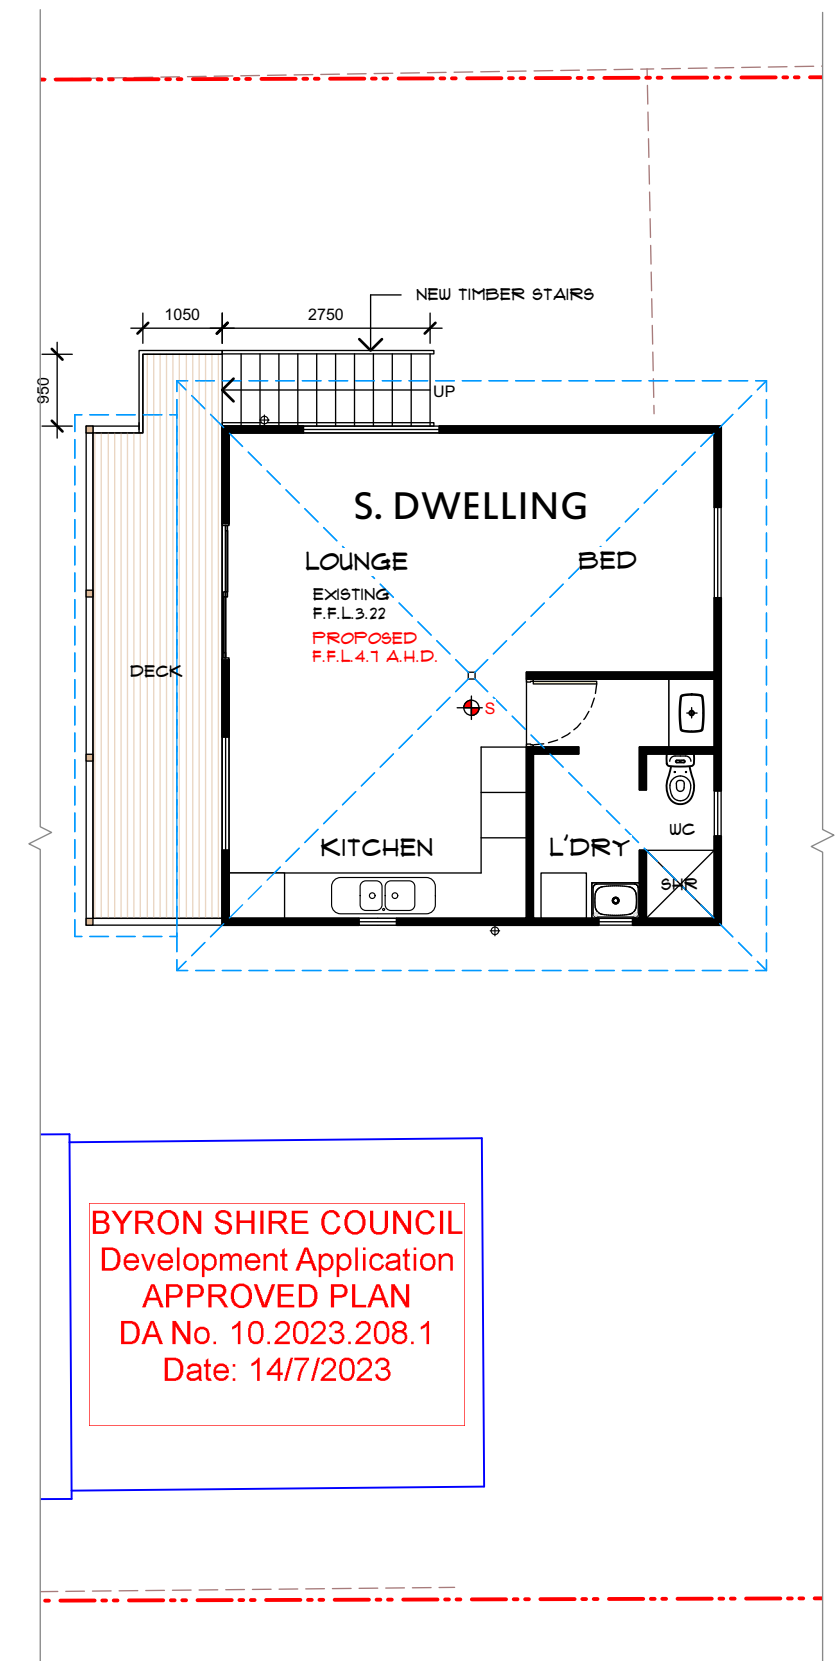 NEW TIMBER STAIRS
1050
2750
950
UP
S. DWELLING
LOUNGE
BED
EXISTING
F.F.L.3.22
PROPOSED
F.F.L.4.7 A.H.D.
DECK
S
KITCHEN
L'DRY
WC
SHR
BYRON SHIRE COUNCIL
Development Application
APPROVED PLAN
DA No. 10.2023.208.1
Date: 14/7/2023